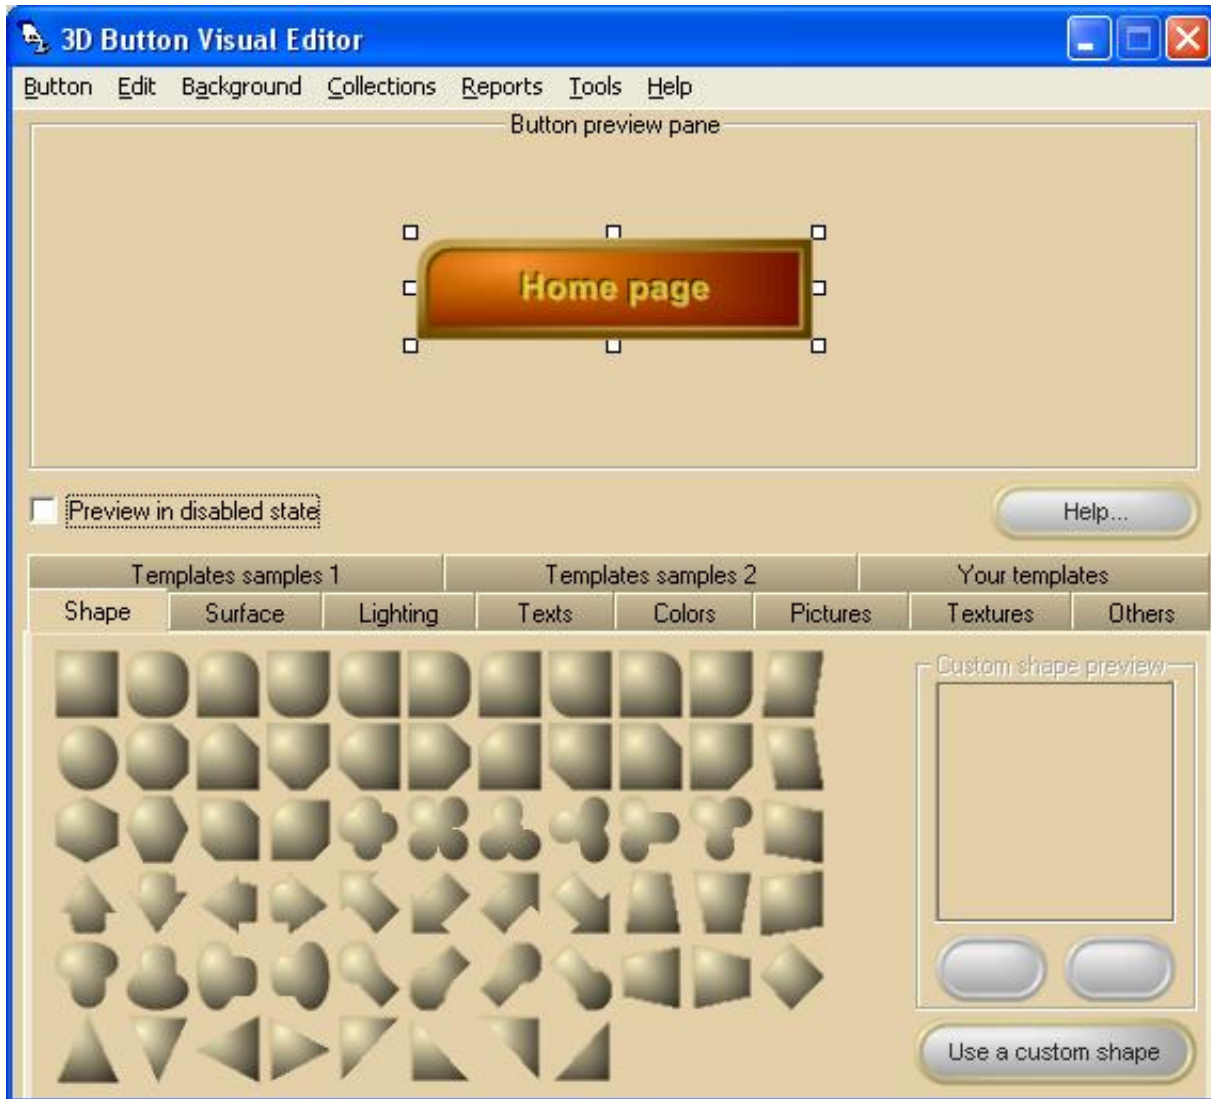 3D Button Visual Editor
Button Edit Background Collections Reports Tools Help
Button preview pane
Home page
Preview in disabled state
Help...
Templates samples 1 Templates samples 2 Your templates
Shape Surface Lighting Texts Colors Pictures Textures Others
Custom shape preview
Use a custom shape